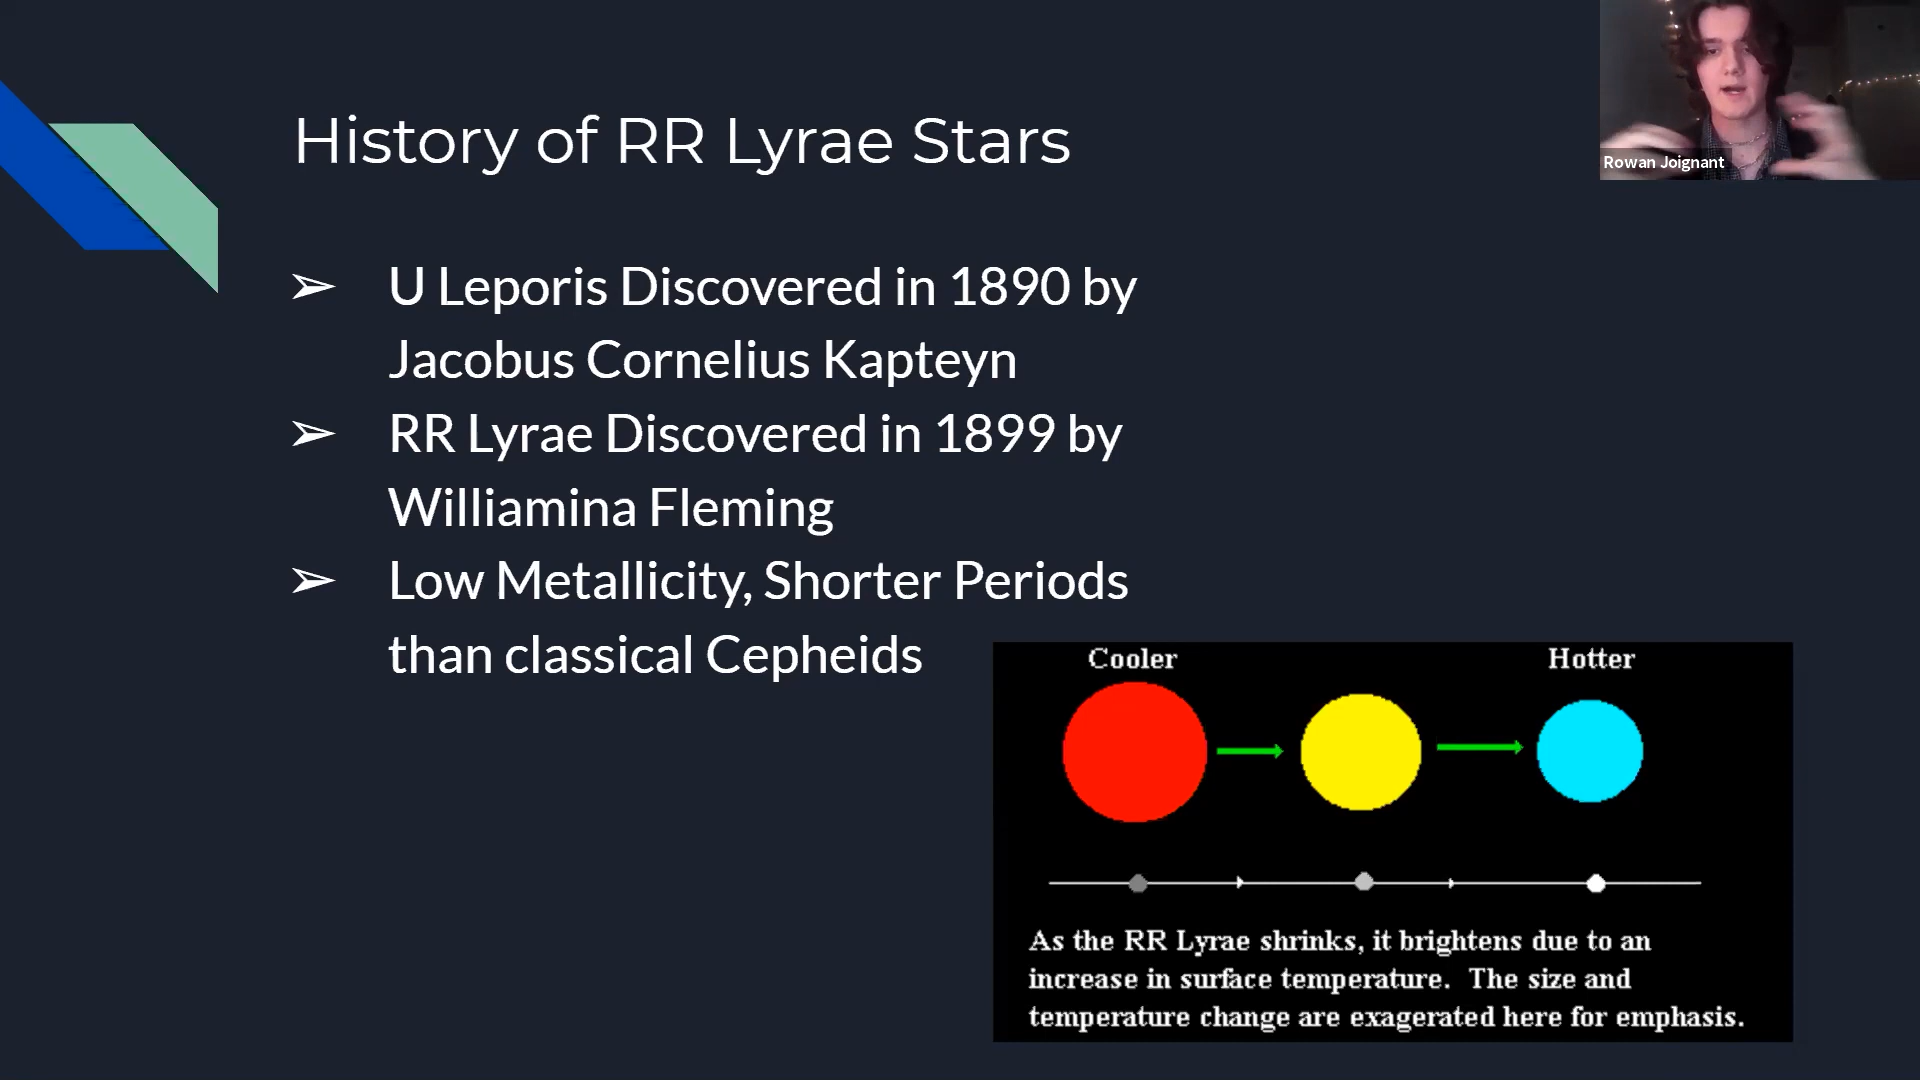 History of RR Lyrae Stars
Rowan Joignant
➢ U Leporis Discovered in 1890 by
Jacobus Cornelius Kapteyn
➢ RR Lyrae Discovered in 1899 by
Williamina Fleming
➢ Low Metallicity, Shorter Periods
than classical Cepheids
Cooler
Hotter
As the RR Lyrae shrinks, it brightens due to an
increase in surface temperature. The size and
temperature change are exagerated here for emphasis.